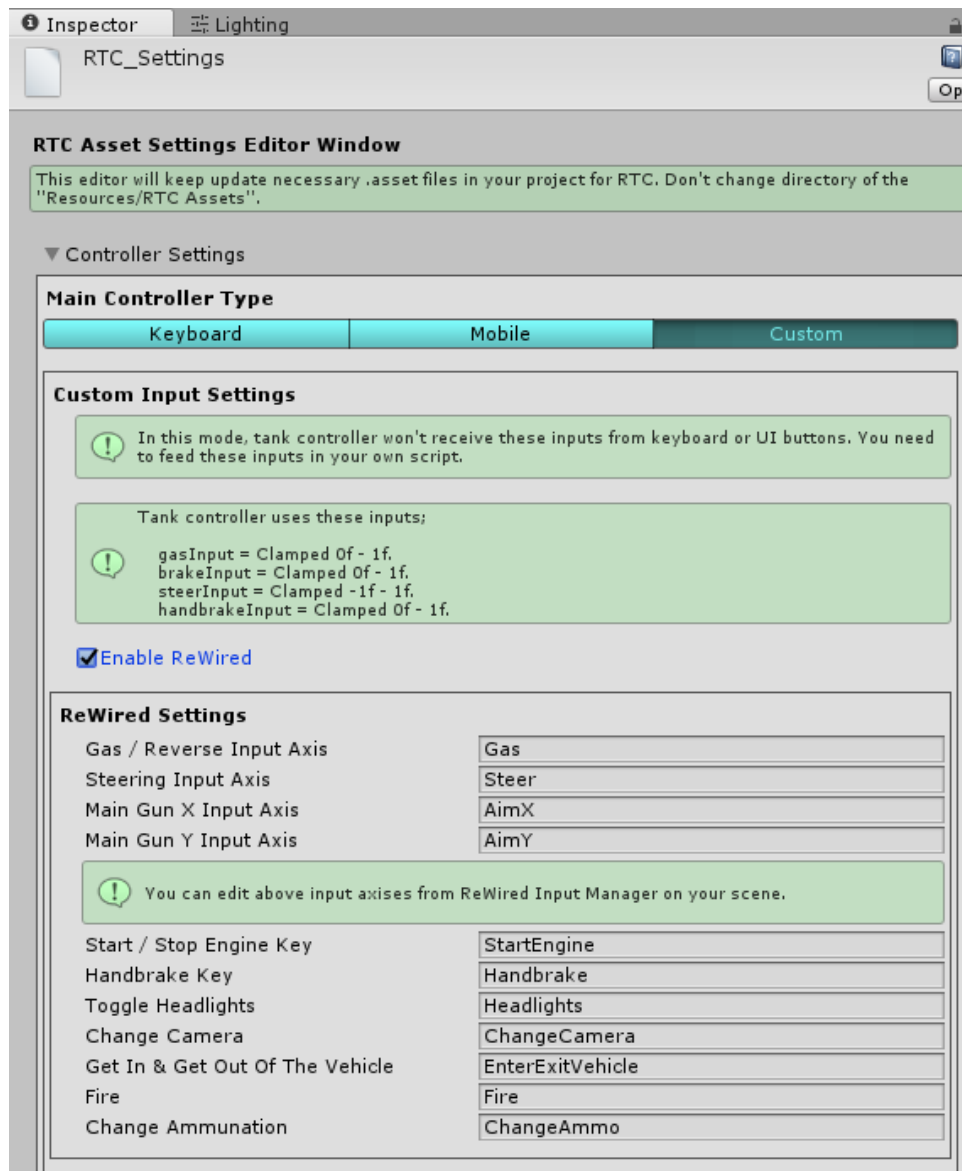 Inspector
Lighting
RTC_Settings
Op
RTC Asset Settings Editor Window
This editor will keep update necessary .asset files in your project for RTC. Don't change directory of the
"Resources/RTC Assets".
Controller Settings
Main Controller Type
Keyboard Mobile Custom
Custom Input Settings
In this mode, tank controller won't receive these inputs from keyboard or UI buttons. You need
to feed these inputs in your own script.
Tank controller uses these inputs;
gasInput = Clamped 0f - 1f.
brakeInput = Clamped 0f - 1f.
steerInput = Clamped -1f - 1f.
handbrakeInput = Clamped 0f - 1f.
Enable ReWired
ReWired Settings
Gas / Reverse Input Axis Gas
Steering Input Axis Steer
Main Gun X Input Axis AimX
Main Gun Y Input Axis AimY
You can edit above input axises from ReWired Input Manager on your scene.
Start / Stop Engine Key StartEngine
Handbrake Key Handbrake
Toggle Headlights Headlights
Change Camera ChangeCamera
Get In & Get Out Of The Vehicle EnterExitVehicle
Fire Fire
Change Ammunation ChangeAmmo